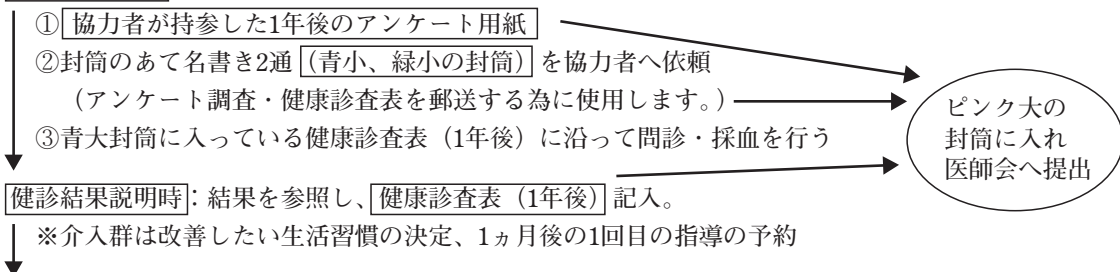 ①協力者が持参した1年後のアンケート用紙
②封筒のあて名書き2通(青小、緑小の封筒)を協力者へ依頼
(アンケート調査・健康診査表を郵送する為に使用します。)
③青大封筒に入っている健康診査表(1年後)に沿って問診・採血を行う
ピンク大の
封筒に入れ
医師会へ提出
健診結果説明時:結果を参照し、健康診査表(1年後)記入。
※介入群は改善したい生活習慣の決定、1ヵ月後の1回目の指導の予約